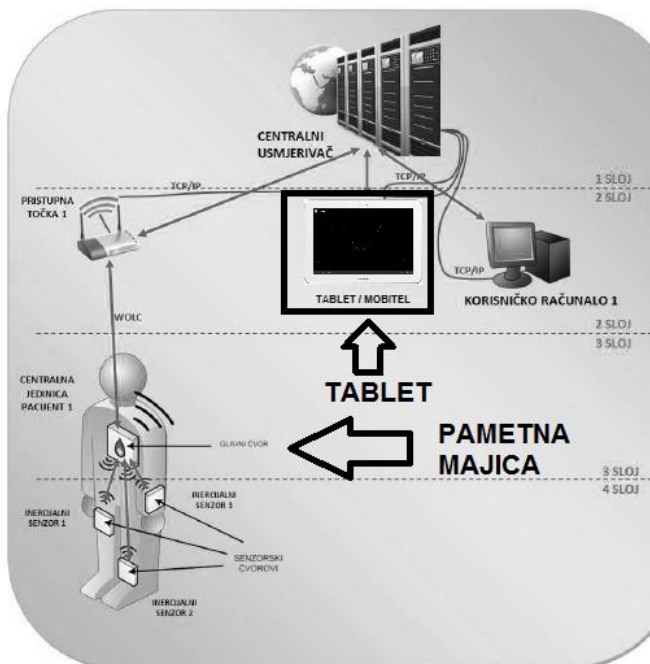 CENTRALNI
USMJERIVAČ
TCP/IP
TCP/IP
1 SLOJ
2 SLOJ
PRISTUPNA
TOČKA 1
TABLET / MOBITEL
TCP/IP
KORISNIČKO RAČUNALO 1
WOLC
2 SLOJ
3 SLOJ
TABLET
CENTRALNA
JEDINICA
PACIJENT 1
GLAVNI ČVOR
PAMETNA
MAJICA
3 SLOJ
4 SLOJ
INERCIJALNI
SENZOR 3
INERCIJALNI
SENZOR 1
SENZORSKI
ČVOROVI
INERCIJALNI
SENZOR 2